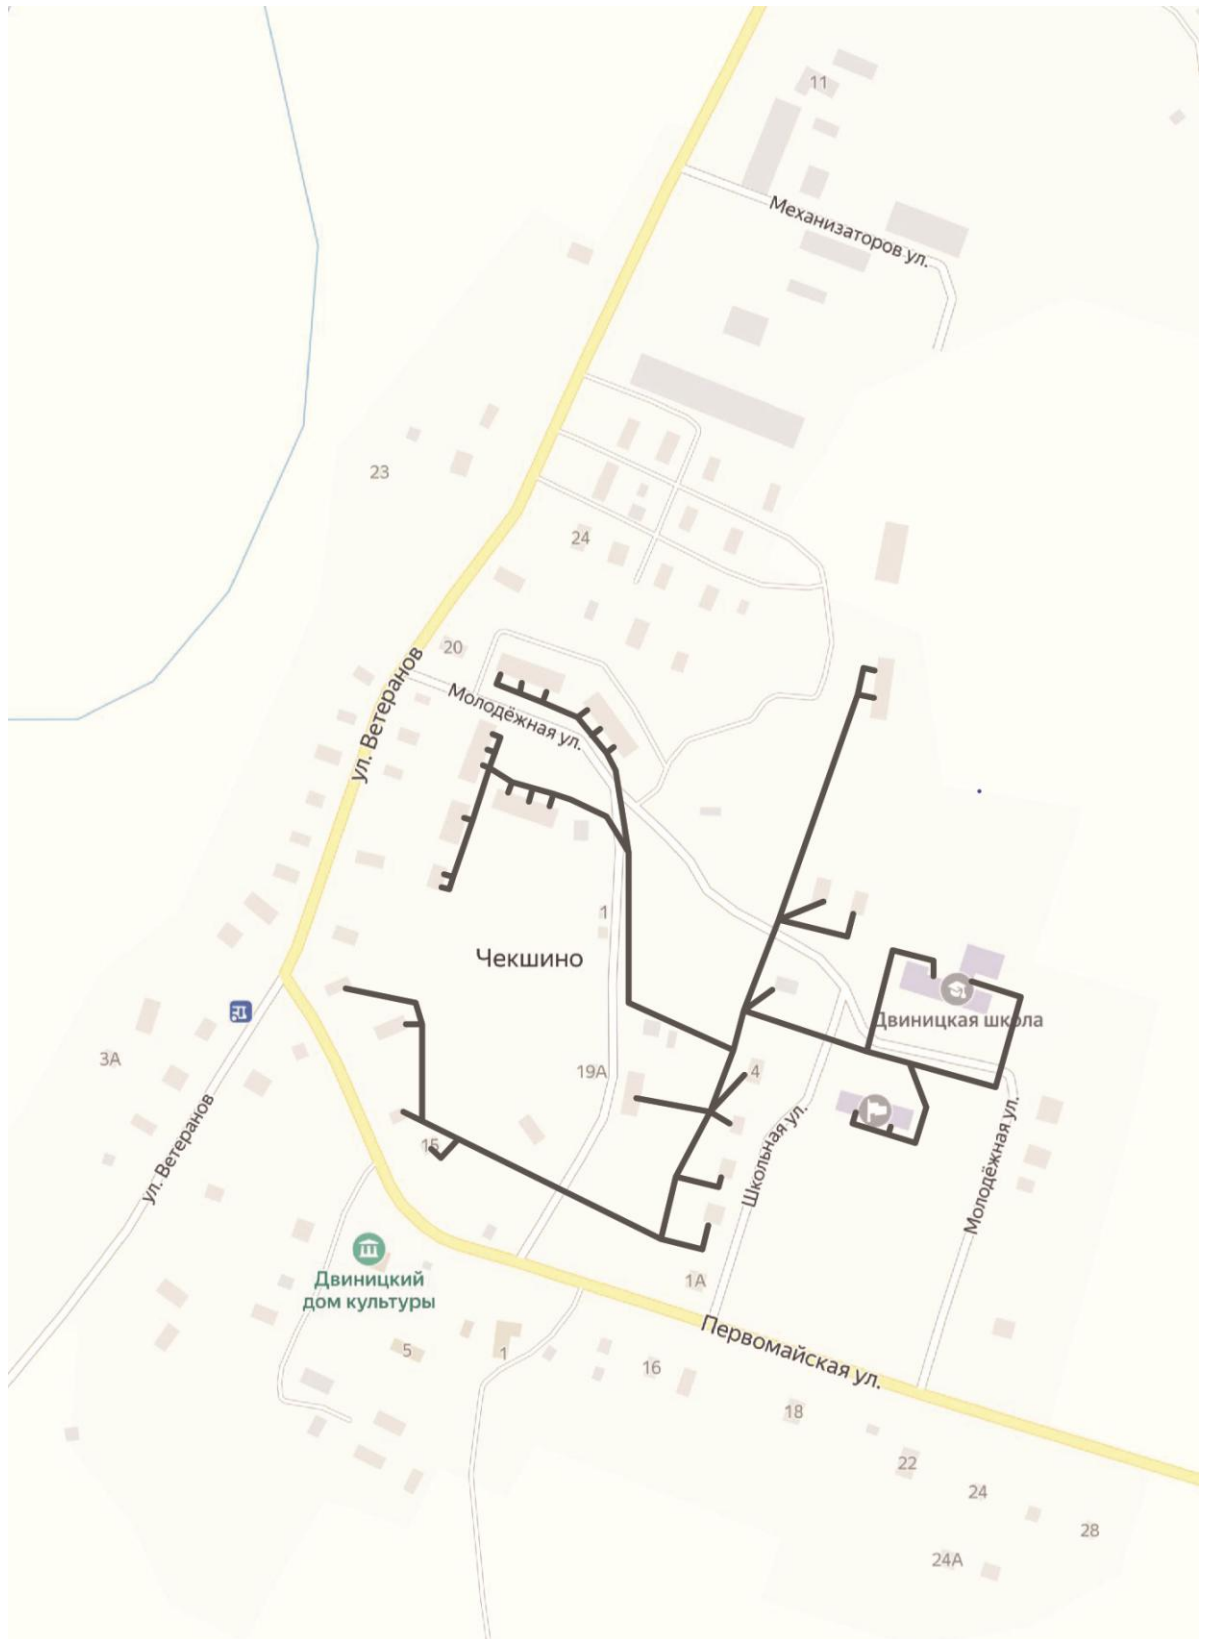 11
Механизаторов ул.
23
24
20
ул. Ветеранов
Молодёжная ул.
1
Чекшино
Двиницкая школа
3А
19А
4
15
ул. Ветеранов
Школьная ул.
Молодёжная ул.
Двиницкий
дом культуры
1А
Первомайская ул.
5
1
16
18
22
24
28
24А